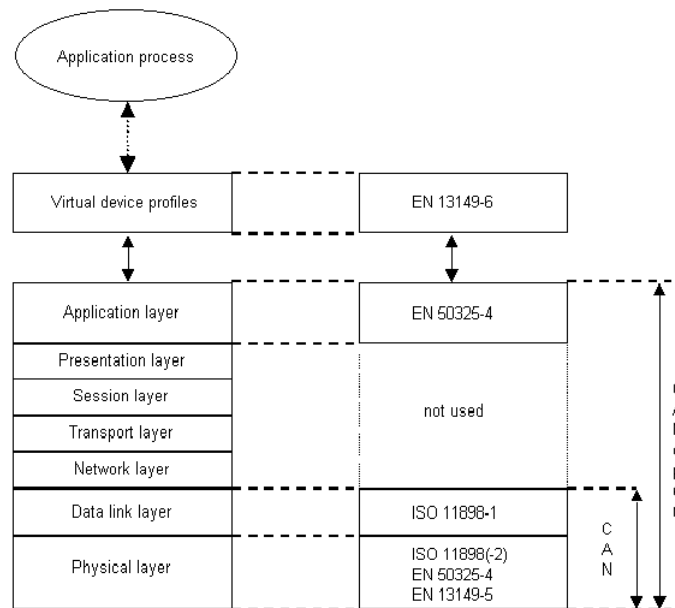 Application process
Virtual device profiles
EN 13149-6
Application layer
EN 50325-4
Presentation layer
Session layer
not used
Transport layer
Network layer
Data link layer
ISO 11898-1
Physical layer
ISO 11898(-2)
EN 50325-4
EN 13149-5
C
A
N